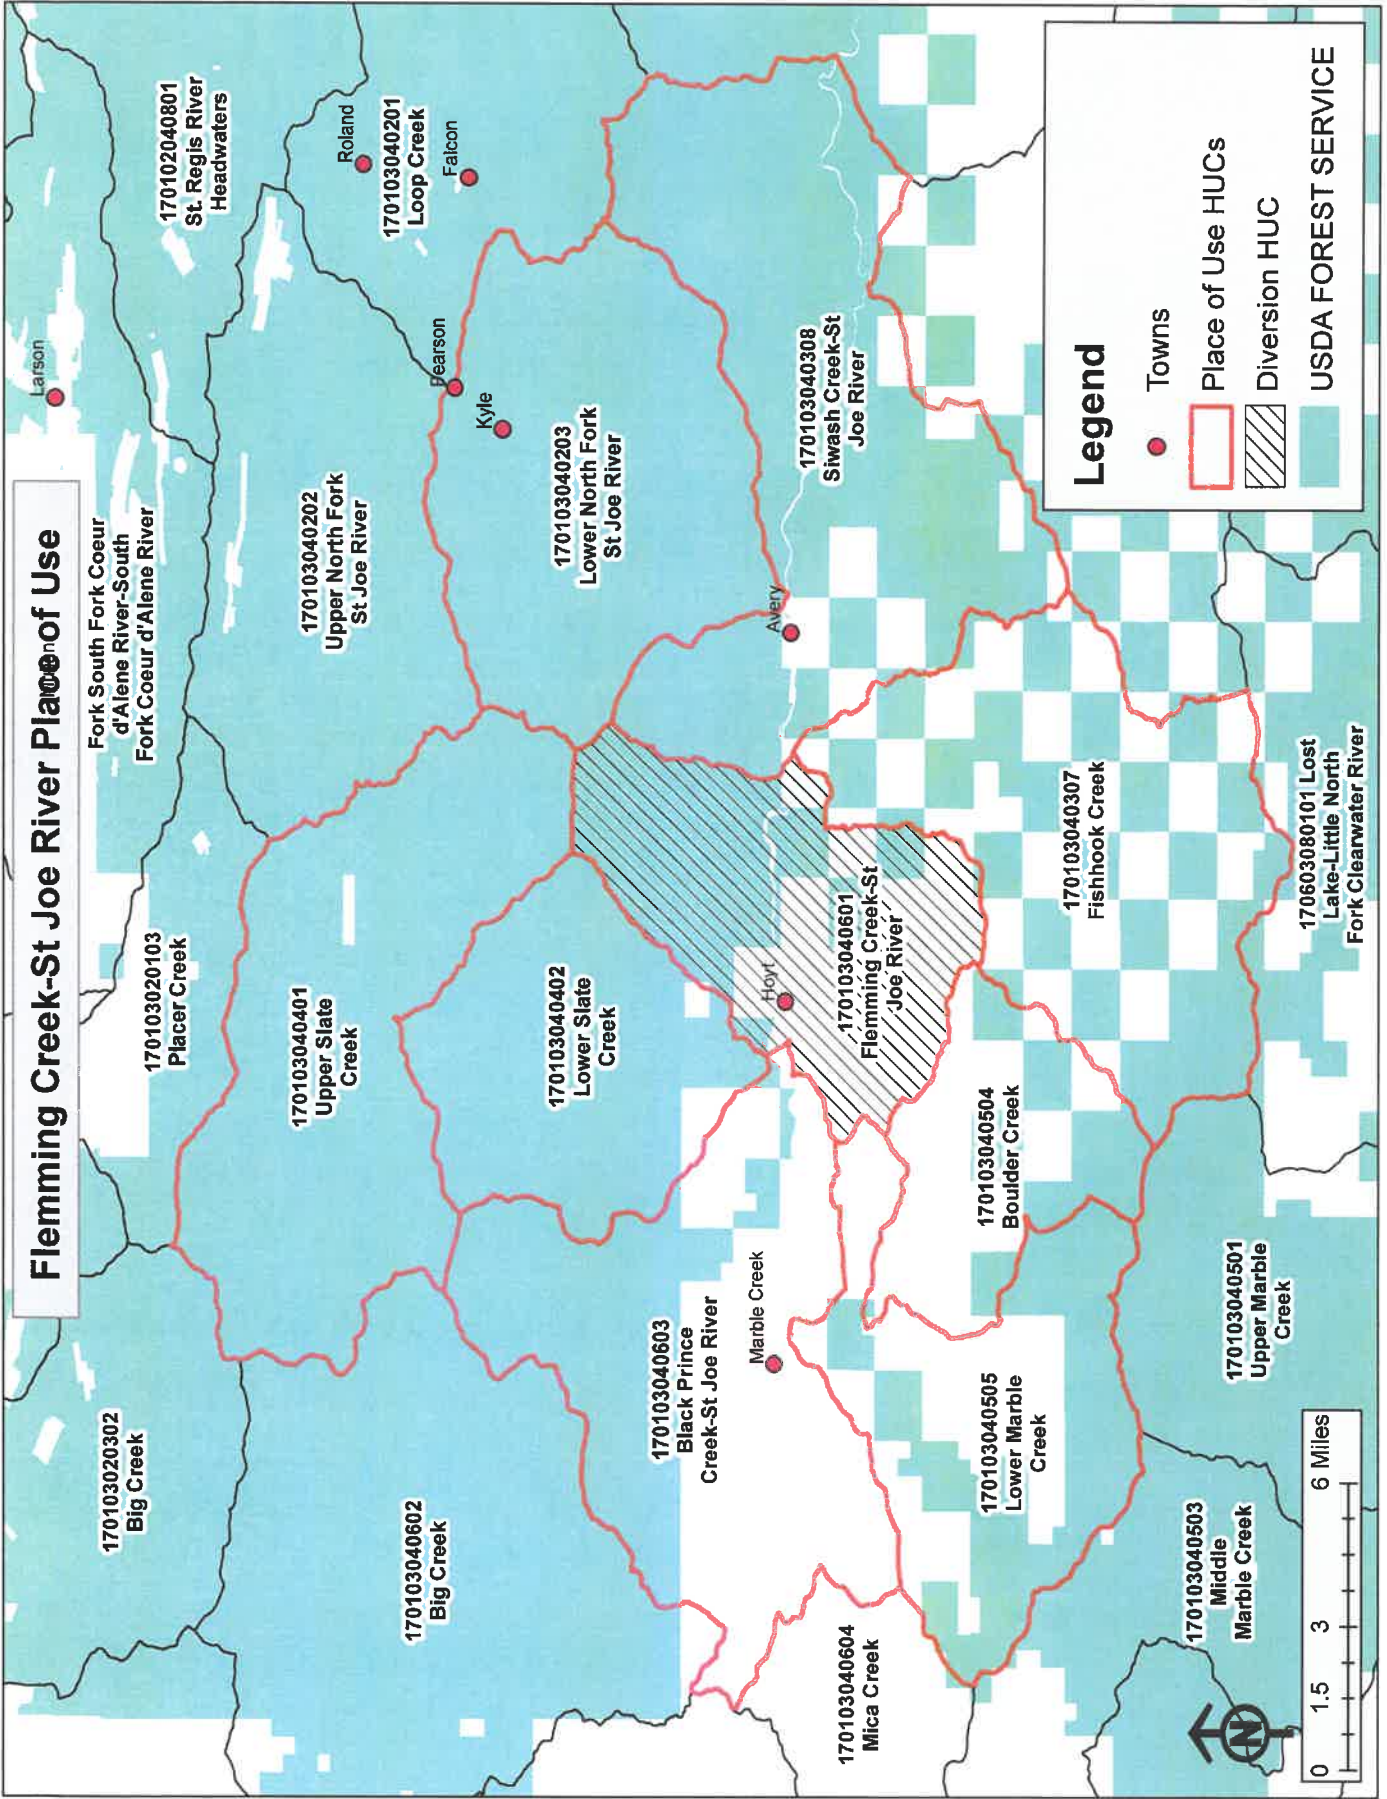 Flemming Creek-St Joe River Place of Use
Larson
Fork South Fork Coeur
d'Alene River-South
Fork Coeur d'Alene River
170103020302
Big Creek
170103020103
Placer Creek
170102040801
St. Regis River
Headwaters
170103040401
Upper Slate
Creek
170103040202
Upper North Fork
St Joe River
Roland
170103040201
Loop Creek
Falcon
170103040602
Big Creek
Pearson
Kyle
170103040402
Lower Slate
Creek
170103040203
Lower North Fork
St Joe River
170103040603
Black Prince
Creek-St Joe River
Marble Creek
Hoyt
Avery
170103040308
Siwash Creek-St
Joe River
170103040604
Mica Creek
170103040601
Flemming Creek-St
Joe River
170103040505
Lower Marble
Creek
170103040504
Boulder Creek
170103040307
Fishhook Creek
170103040503
Middle
Marble Creek
170103040501
Upper Marble
Creek
170603080101 Lost
Lake-Little North
Fork Clearwater River
Legend
Towns
Place of Use HUCs
Diversion HUC
USDA FOREST SERVICE
N
0 1.5 3 6 Miles